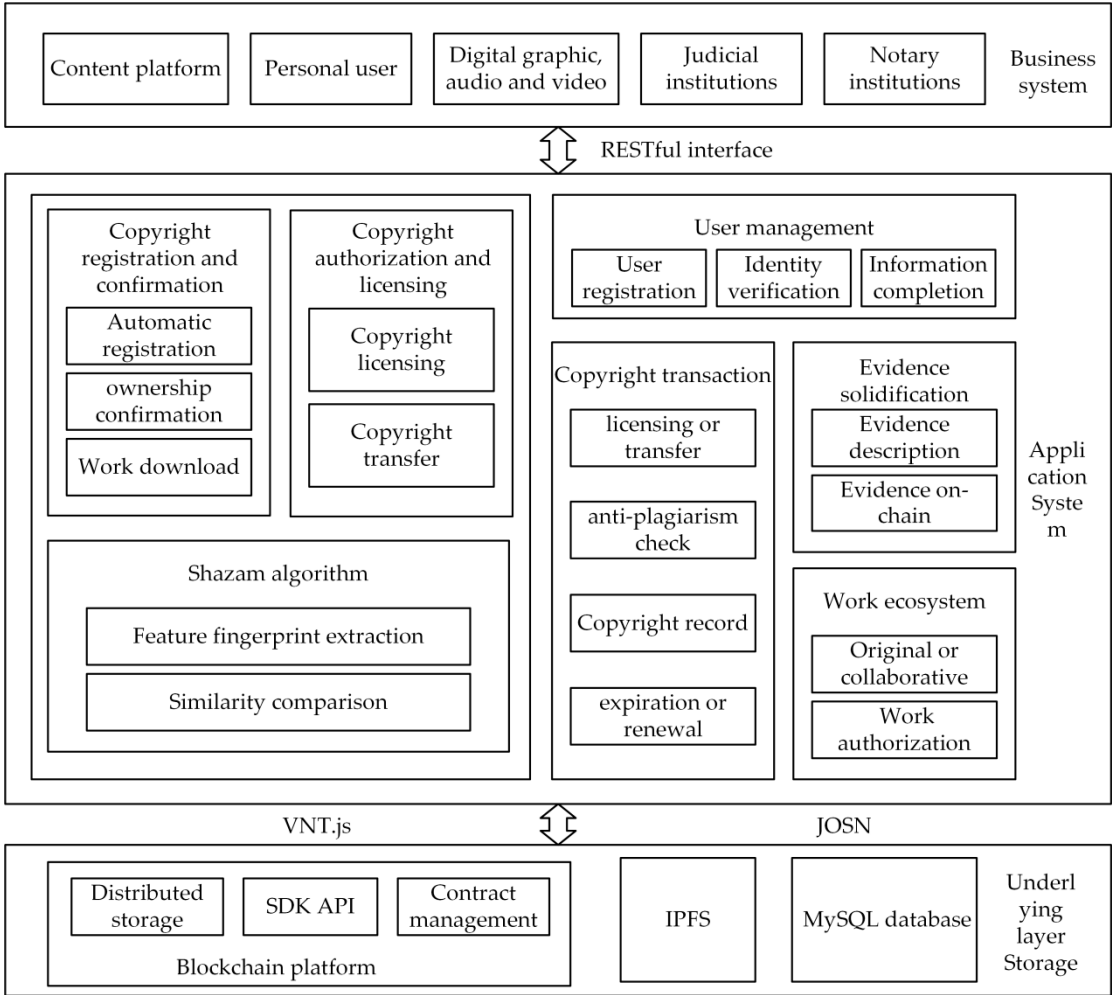 Content platform
Personal user
Digital graphic,
audio and video
Judicial
institutions
Notary
institutions
Business
system
RESTful interface
Copyright
registration and
confirmation
Automatic
registration
ownership
confirmation
Work download
Copyright
authorization and
licensing
Copyright
licensing
Copyright
transfer
Shazam algorithm
Feature fingerprint extraction
Similarity comparison
User management
User
registration
Identity
verification
Information
completion
Copyright transaction
licensing or
transfer
anti-plagiarism
check
Copyright record
expiration or
renewal
Evidence
solidification
Evidence
description
Evidence on-
chain
Work ecosystem
Original or
collaborative
Work
authorization
Appli
cation
Syste
m
VNT.js
JOSN
Distributed
storage
SDK API
Contract
management
Blockchain platform
IPFS
MySQL database
Underl
ying
layer
Storage